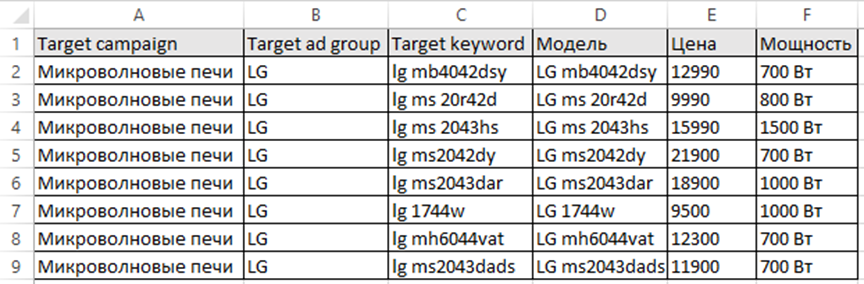 A B C D E F
1 Target campaign Target ad group Target keyword Модель Цена Мощность
2 Микроволновые печи LG lg mb4042dsy LG mb4042dsy 12990 700 Вт
3 Микроволновые печи LG lg ms 20r42d LG ms 20r42d 9990 800 Вт
4 Микроволновые печи LG lg ms 2043hs LG ms 2043hs 15990 1500 Вт
5 Микроволновые печи LG lg ms2042dy LG ms2042dy 21900 700 Вт
6 Микроволновые печи LG lg ms2043dar LG ms2043dar 18900 1000 Вт
7 Микроволновые печи LG lg 1744w LG 1744w 9500 1000 Вт
8 Микроволновые печи LG lg mh6044vat LG mh6044vat 12300 700 Вт
9 Микроволновые печи LG lg ms2043dads LG ms2043dads 11900 700 Вт